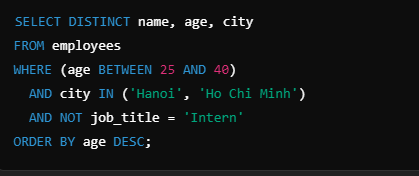 SELECT DISTINCT name, age, city
FROM employees
WHERE (age BETWEEN 25 AND 40)
  AND city IN ('Hanoi', 'Ho Chi Minh')
  AND NOT job_title = 'Intern'
ORDER BY age DESC;